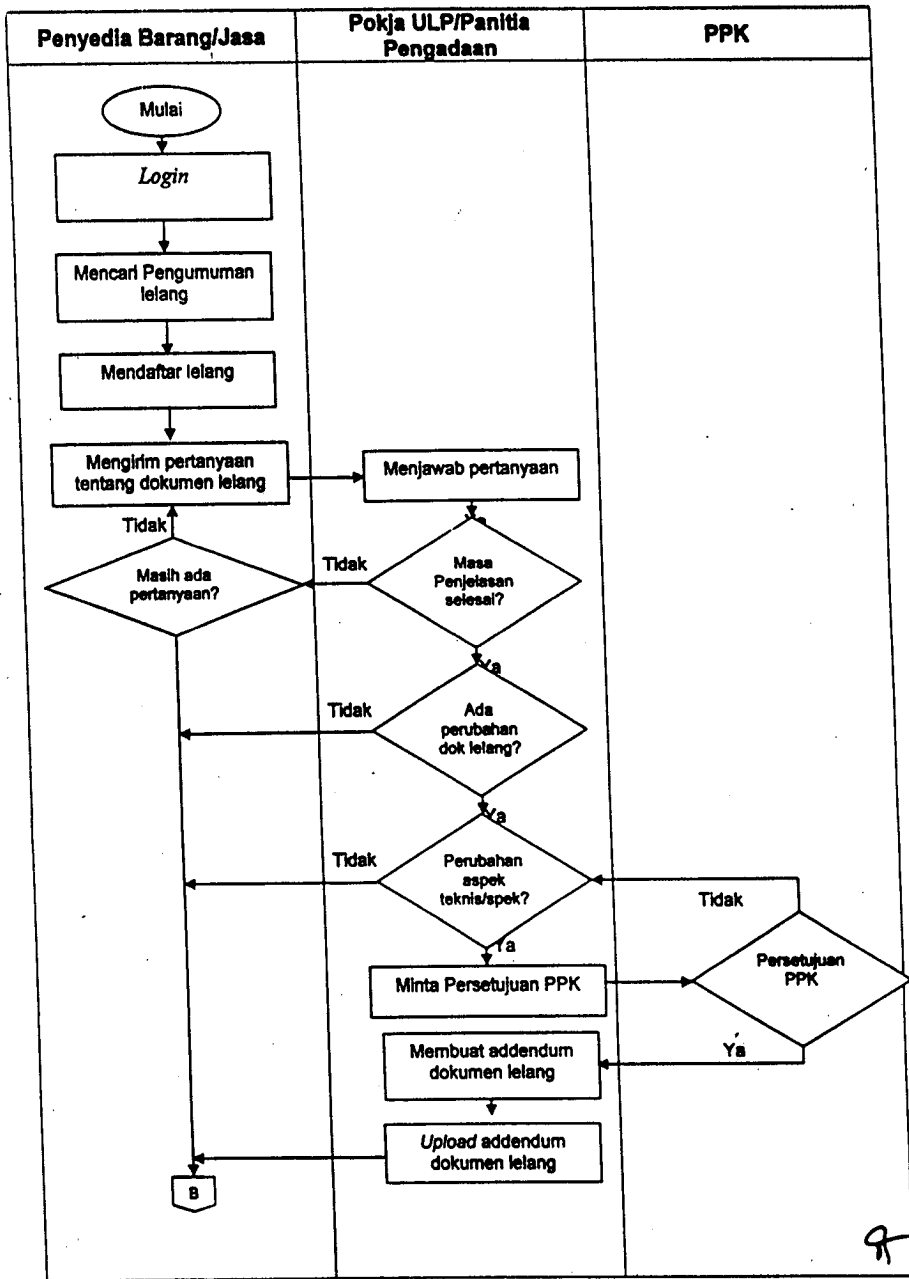 Penyedia Barang/Jasa
Pokja ULP/Panitia
Pengadaan
PPK
Mulai
Login
Mencari Pengumuman
lelang
Mendaftar lelang
Mengirim pertanyaan
tentang dokumen lelang
Menjawab pertanyaan
Ya
Tidak
Masih ada
pertanyaan?
Tidak
Masa
Penjelasan
selesai?
Ya
Tidak
Ada
perubahan
dok lelang?
Ya
Tidak
Perubahan
aspek
teknis/spek?
Tidak
Ya
Minta Persetujuan PPK
Persetujuan
PPK
Ya
Membuat addendum
dokumen lelang
Upload addendum
dokumen lelang
B